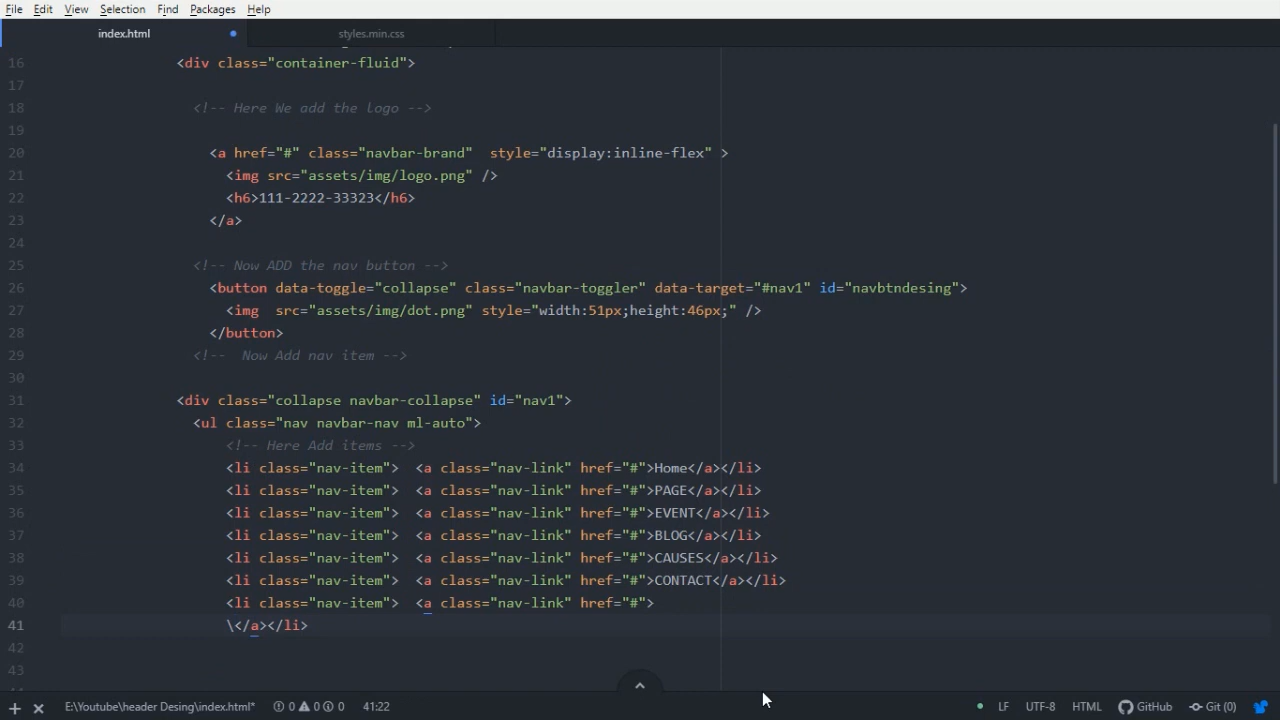 File Edit View Selection Find Packages Help
index.html styles.min.css
16 <div class="container-fluid">
17
18 <!-- Here We add the logo -->
19
20 <a href="#" class="navbar-brand"  style="display:inline-flex" >
21 <img src="assets/img/logo.png" />
22 <h6>111-2222-33323</h6>
23 </a>
24
25 <!-- Now ADD the nav button -->
26 <button data-toggle="collapse" class="navbar-toggler" data-target="#nav1" id="navbtndesing">
27 <img  src="assets/img/dot.png" style="width:51px;height:46px;" />
28 </button>
29 <!--  Now Add nav item -->
30
31 <div class="collapse navbar-collapse" id="nav1">
32 <ul class="nav navbar-nav ml-auto">
33 <!-- Here Add items -->
34 <li class="nav-item">  <a class="nav-link" href="#">Home</a></li>
35 <li class="nav-item">  <a class="nav-link" href="#">PAGE</a></li>
36 <li class="nav-item">  <a class="nav-link" href="#">EVENT</a></li>
37 <li class="nav-item">  <a class="nav-link" href="#">BLOG</a></li>
38 <li class="nav-item">  <a class="nav-link" href="#">CAUSES</a></li>
39 <li class="nav-item">  <a class="nav-link" href="#">CONTACT</a></li>
40 <li class="nav-item">  <a class="nav-link" href="#">
41 \</a></li>
42
43
E:\Youtube\header Desing\index.html* 0 0 0 41:22 LF UTF-8 HTML GitHub Git (0)